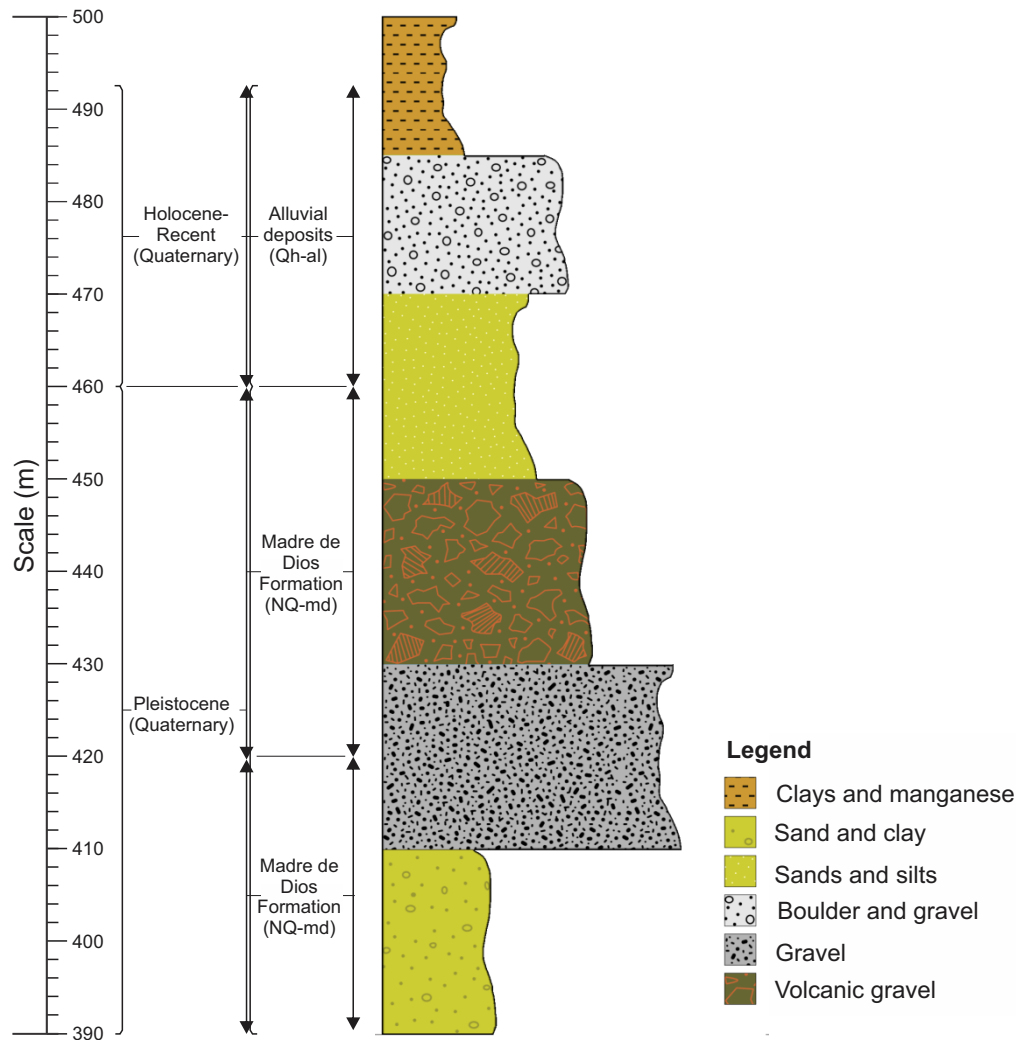 Scale (m)
500
490
480
470
460
450
440
430
420
410
400
390
Holocene-
Recent
(Quaternary)
Pleistocene
(Quaternary)
Alluvial
deposits
(Qh-al)
Madre de
Dios
Formation
(NQ-md)
Madre de
Dios
Formation
(NQ-md)
Legend
Clays and manganese
Sand and clay
Sands and silts
Boulder and gravel
Gravel
Volcanic gravel